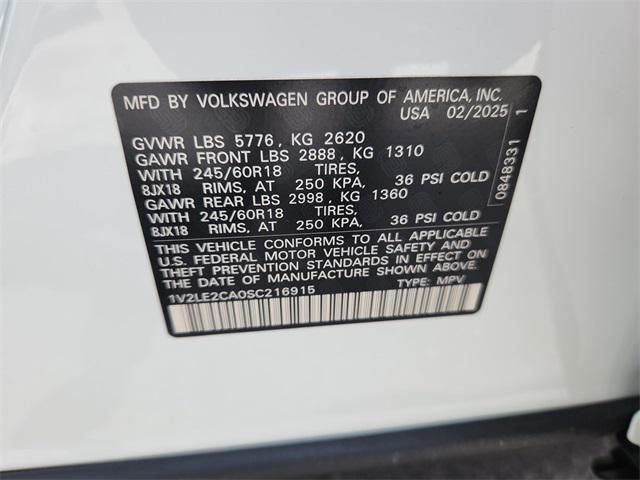 MFD BY VOLKSWAGEN GROUP OF AMERICA, INC.
USA 02/2025
GVWR LBS 5776, KG 2620
GAWR FRONT LBS 2888, KG 1310
WITH 245/60R18 TIRES,
8JX18 RIMS, AT 250 KPA, 36 PSI COLD
GAWR REAR LBS 2998, KG 1360
WITH 245/60R18 TIRES,
8JX18 RIMS, AT 250 KPA, 36 PSI COLD
THIS VEHICLE CONFORMS TO ALL APPLICABLE
U.S. FEDERAL MOTOR VEHICLE SAFETY AND
THEFT PREVENTION STANDARDS IN EFFECT ON
THE DATE OF MANUFACTURE SHOWN ABOVE.
1V2LE2CA0SC216915 TYPE: MPV
0848331 1